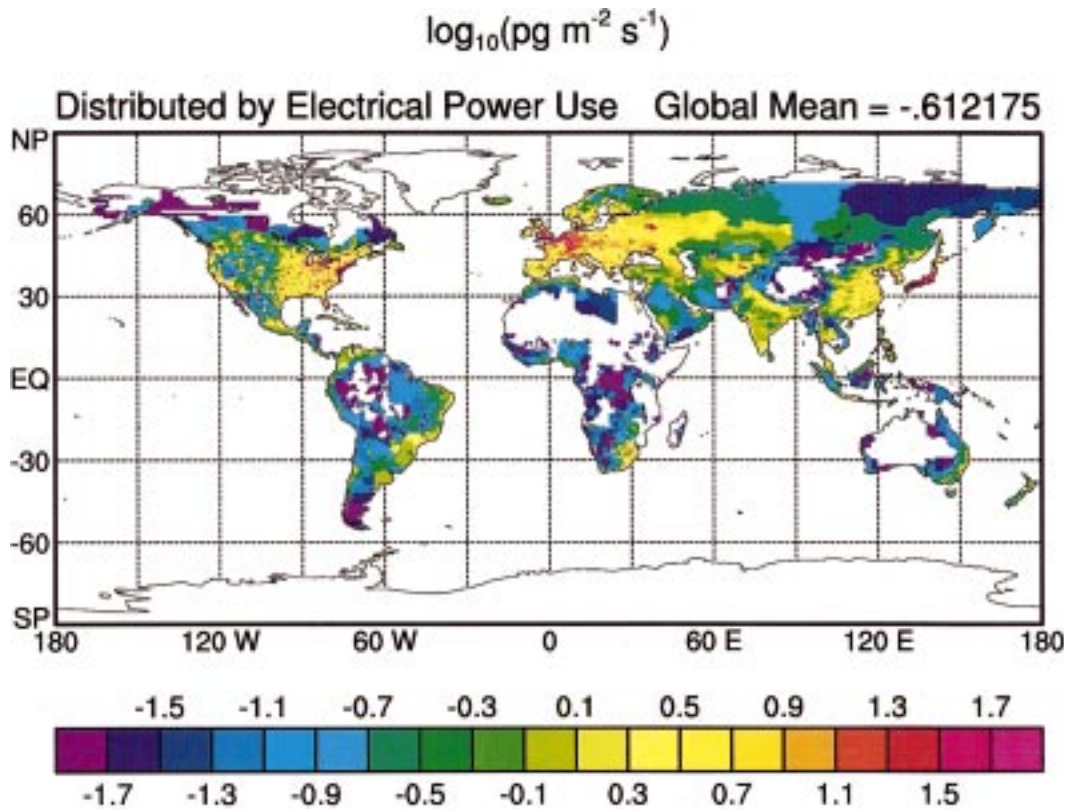 log₁₀(pg m⁻² s⁻¹)
Distributed by Electrical Power Use Global Mean = -.612175
NP
60
30
EQ
-30
-60
SP
180 120 W 60 W 0 60 E 120 E 180
-1.5 -1.1 -0.7 -0.3 0.1 0.5 0.9 1.3 1.7
-1.7 -1.3 -0.9 -0.5 -0.1 0.3 0.7 1.1 1.5